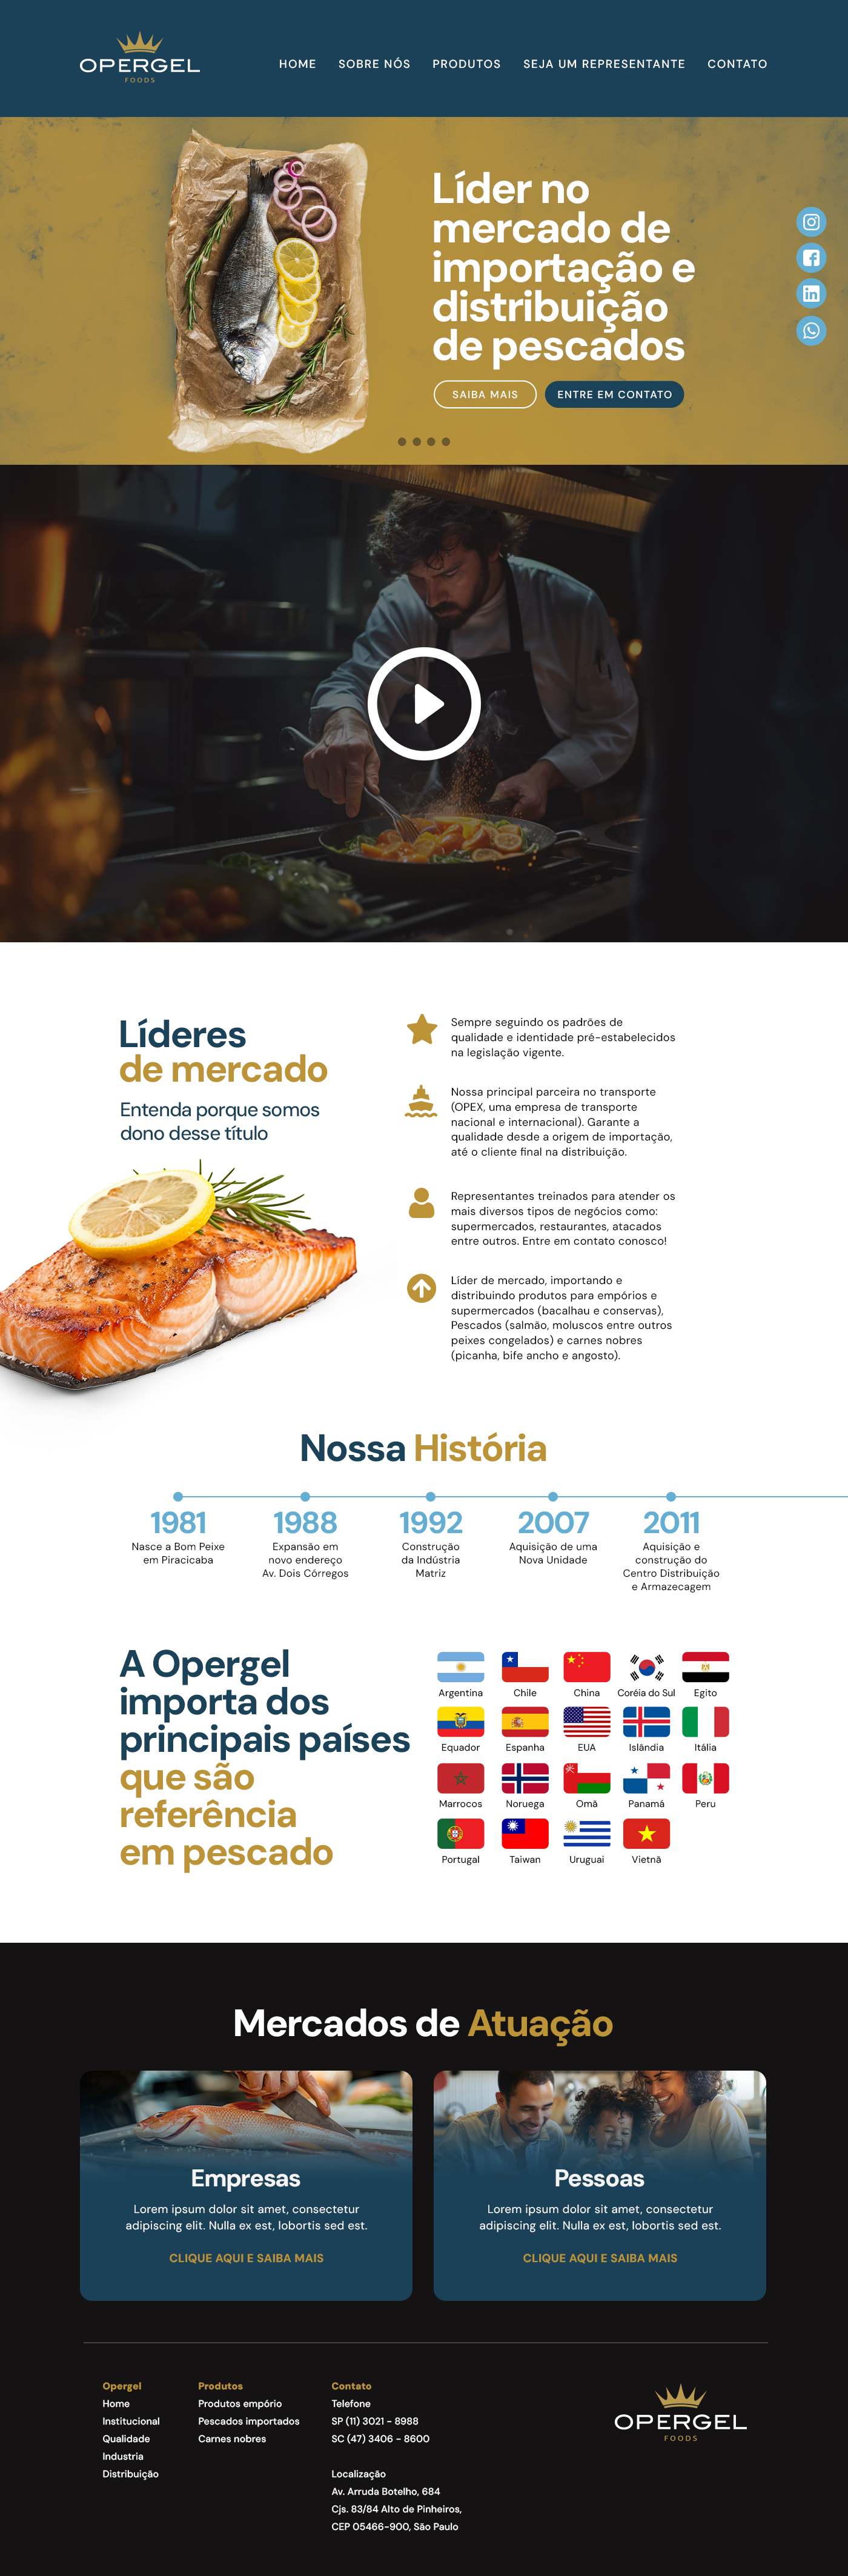 OPERGEL
FOODS
HOME SOBRE NÓS PRODUTOS SEJA UM REPRESENTANTE CONTATO
Líder no
mercado de
importação e
distribuição
de pescados
SAIBA MAIS ENTRE EM CONTATO
Líderes
de mercado
Entenda porque somos
dono desse título
Sempre seguindo os padrões de
qualidade e identidade pré-estabelecidos
na legislação vigente.
Nossa principal parceira no transporte
(OPEX, uma empresa de transporte
nacional e internacional). Garante a
qualidade desde a origem de importação,
até o cliente final na distribuição.
Representantes treinados para atender os
mais diversos tipos de negócios como:
supermercados, restaurantes, atacados
entre outros. Entre em contato conosco!
Líder de mercado, importando e
distribuindo produtos para empórios e
supermercados (bacalhau e conservas),
Pescados (salmão, moluscos entre outros
peixes congelados) e carnes nobres
(picanha, bife ancho e angosto).
Nossa História
1981
Nasce a Bom Peixe
em Piracicaba
1988
Expansão em
novo endereço
Av. Dois Córregos
1992
Construção
da Indústria
Matriz
2007
Aquisição de uma
Nova Unidade
2011
Aquisição e
construção do
Centro Distribuição
e Armazecagem
A Opergel
importa dos
principais países
que são
referência
em pescado
Argentina Chile China Coréia do Sul Egito
Equador Espanha EUA Islândia Itália
Marrocos Noruega Omã Panamá Peru
Portugal Taiwan Uruguai Vietnã
Mercados de Atuação
Empresas
Lorem ipsum dolor sit amet, consectetur
adipiscing elit. Nulla ex est, lobortis sed est.
CLIQUE AQUI E SAIBA MAIS
Pessoas
Lorem ipsum dolor sit amet, consectetur
adipiscing elit. Nulla ex est, lobortis sed est.
CLIQUE AQUI E SAIBA MAIS
Opergel
Home
Institucional
Qualidade
Industria
Distribuição
Produtos
Produtos empório
Pescados importados
Carnes nobres
Contato
Telefone
SP (11) 3021 - 8988
SC (47) 3406 - 8600
Localização
Av. Arruda Botelho, 684
Cjs. 83/84 Alto de Pinheiros,
CEP 05466-900, São Paulo
OPERGEL
FOODS